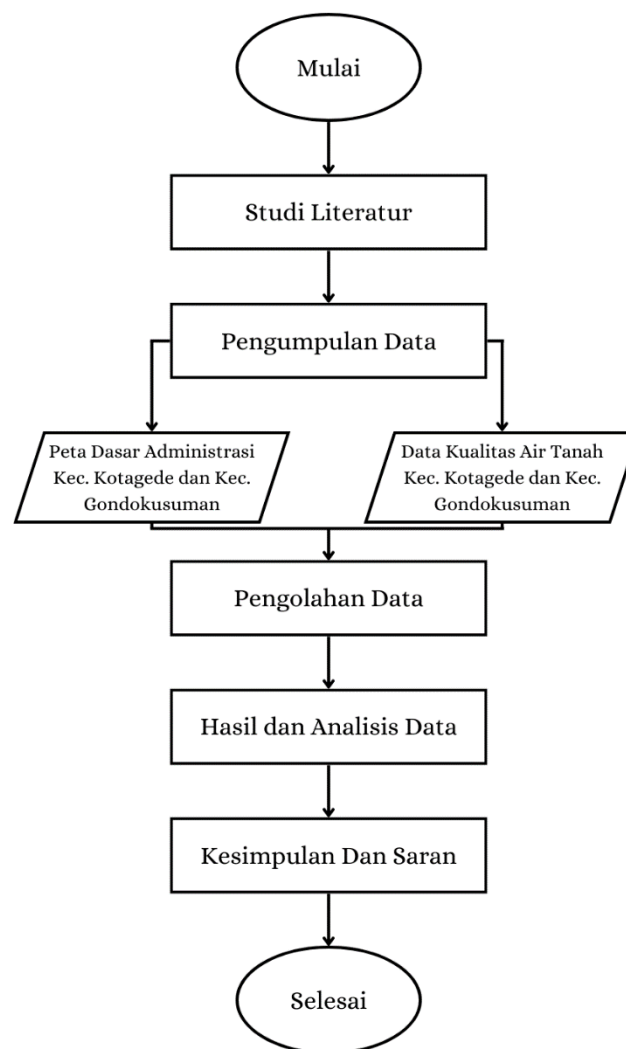 Mulai
Studi Literatur
Pengumpulan Data
Peta Dasar Administrasi
Kec. Kotagede dan Kec.
Gondokusuman
Data Kualitas Air Tanah
Kec. Kotagede dan Kec.
Gondokusuman
Pengolahan Data
Hasil dan Analisis Data
Kesimpulan Dan Saran
Selesai